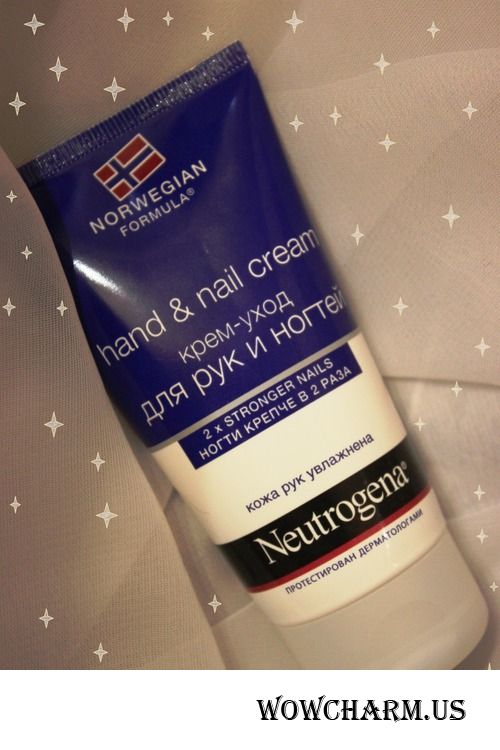 NORWEGIAN
FORMULA®
hand & nail cream
крем-уход
для рук и ногтей
2 x STRONGER NAILS
НОГТИ КРЕПЧЕ В 2 РАЗА
кожа рук увлажнена
Neutrogena®
ПРОТЕСТИРОВАН ДЕРМАТОЛОГАМИ
WOWCHARM.US